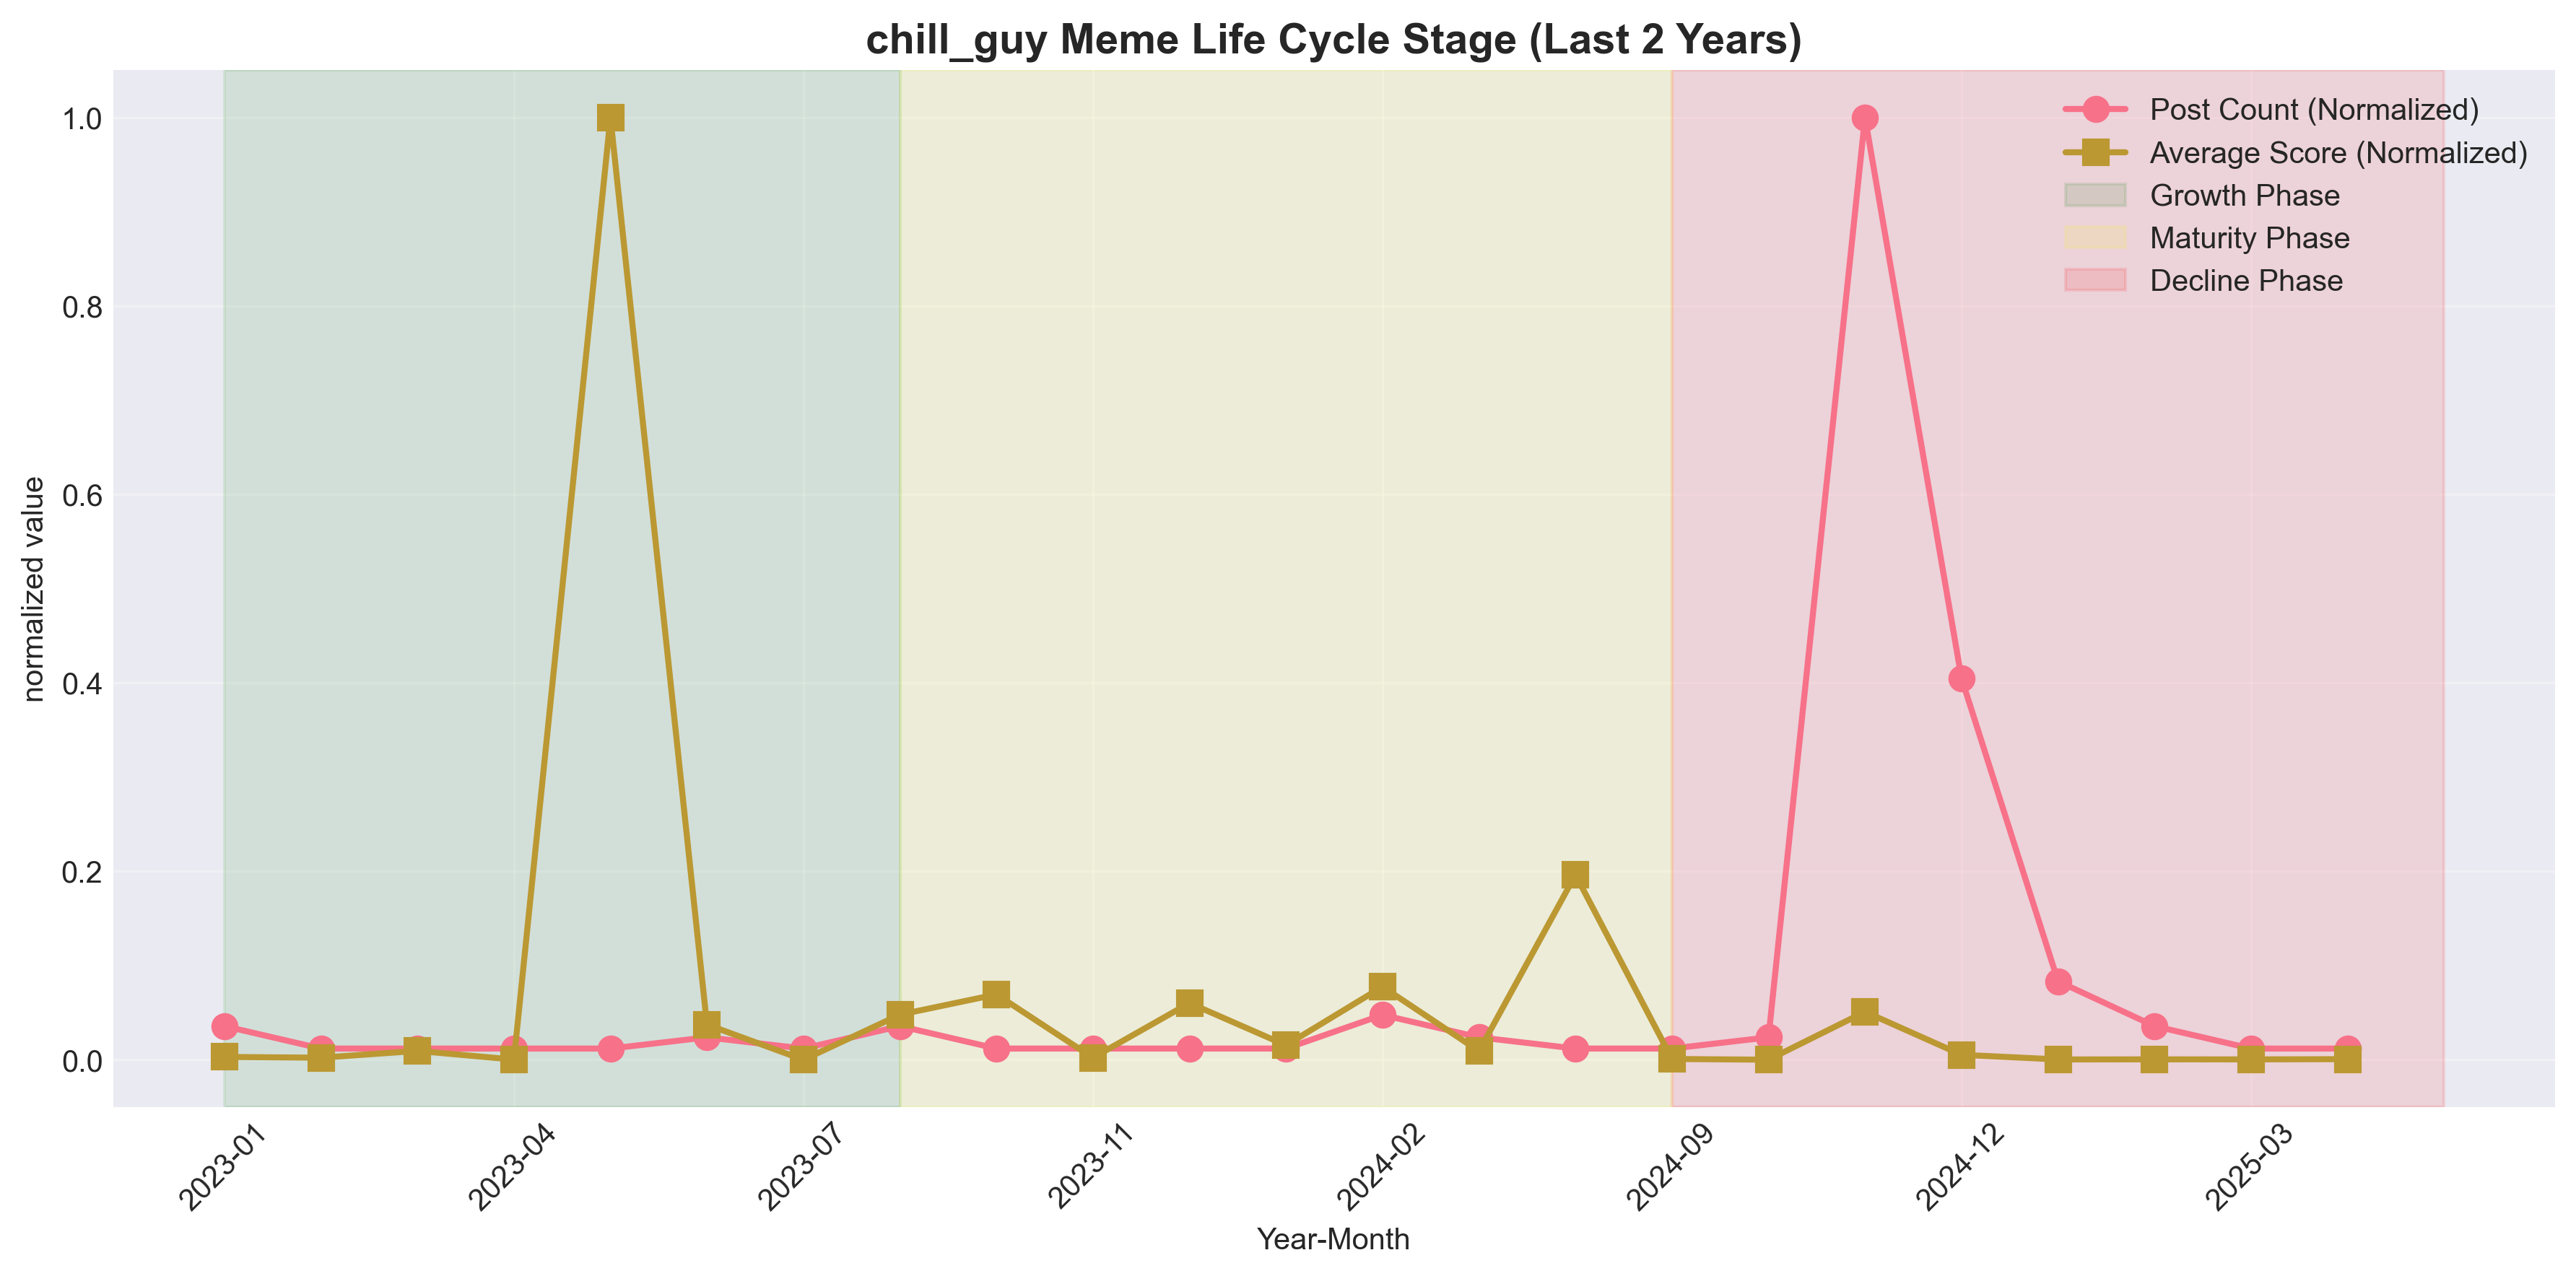 chill_guy Meme Life Cycle Stage (Last 2 Years)
Post Count (Normalized)
Average Score (Normalized)
Growth Phase
Maturity Phase
Decline Phase
normalized value
1.0
0.8
0.6
0.4
0.2
0.0
2023-01
2023-04
2023-07
2023-11
2024-02
2024-09
2024-12
2025-03
Year-Month